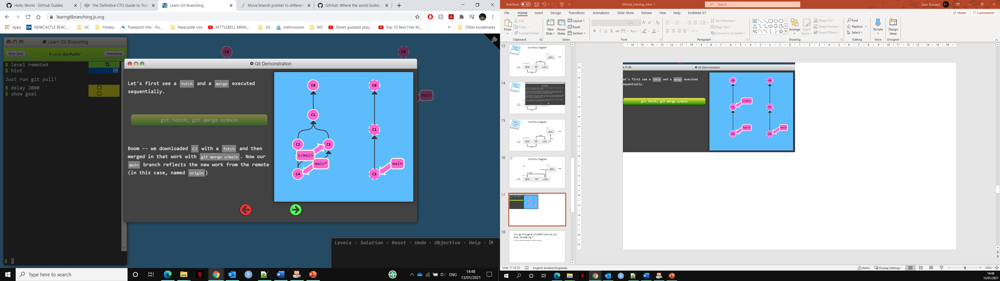 Hello World · GitHub Guides
The Definitive CTO Guide to Train
Learn Git Branching
Move branch pointer to different
GitHub: Where the world builds s
learngitbranching.js.org
Apps
NEWCASTLE BEAC...
UC
Fitness
Transport Info - Pu...
Newcastle Uni
KETTLEBELL MMA...
Oz
metronome
MS
Street guitarist play...
Top 10 Best Free M...
»
Other bookmarks
Learn Git Branching
Show Goal
Level Git Pullin'
Instructions
$ level remote4
$ hint
Just run git pull!
$ delay 2000
$ show goal
$
C0
C0
main
Git Demonstration
Let's first see a fetch and a merge executed
sequentially.
git fetch; git merge o/main
Boom -- we downloaded C3 with a fetch and then
merged in that work with git merge o/main. Now our
main branch reflects the new work from the remote
(in this case, named origin)
C0
C1
C2
C3
o/main
main*
C4
C0
C1
main
C3
Levels · Solution · Reset · Undo · Objective · Help ·
Type here to search
ENG
14:48
13/01/2021
AutoSave Off
GitHub_training_intro
Search
Sean Burnard
File
Home
Insert
Design
Transitions
Animations
Slide Show
Review
View
Help
EndNote X7
Share
Comments
Paste
Cut
Copy
Format Painter
Clipboard
New Slide
Reuse Slides
Layout
Reset
Section
Slides
44
Font
Text Direction
Align Text
Convert to SmartArt
Paragraph
Arrange
Quick Styles
Shape Fill
Shape Outline
Shape Effects
Drawing
Find
Replace
Select
Editing
Dictate
Voice
Design Ideas
Designer
13
Workflow Diagram
14
15
Workflow Diagram
16
Workflow Diagram
17
18
Why go through all this effort and not just
allow 'autosaving'?
Git Demonstration
et's first see a fetch and a merge executed
equentially.
git fetch; git merge o/main
C0
o/main
C1
main*
C2
C0
C1
main
C3
Slide 17 of 23
English (United Kingdom)
Notes
Display Settings
100%
14:48
13/01/2021